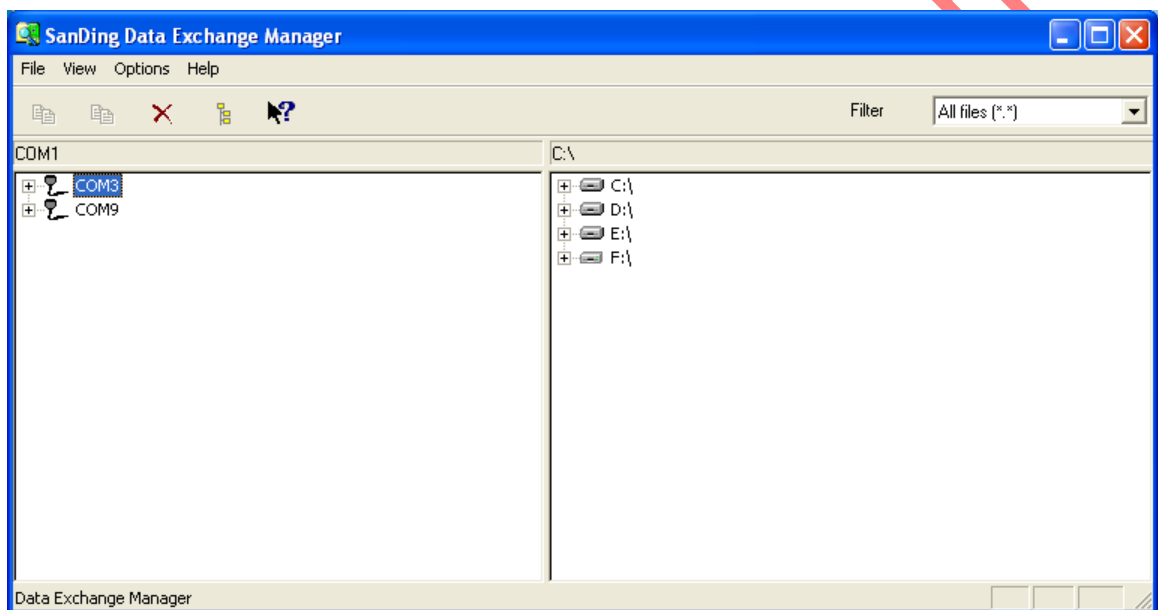 SanDing Data Exchange Manager
File View Options Help
Filter All files (*.*)
COM1 C:\
COM3 C:\
COM9 D:\
E:\
F:\
Data Exchange Manager